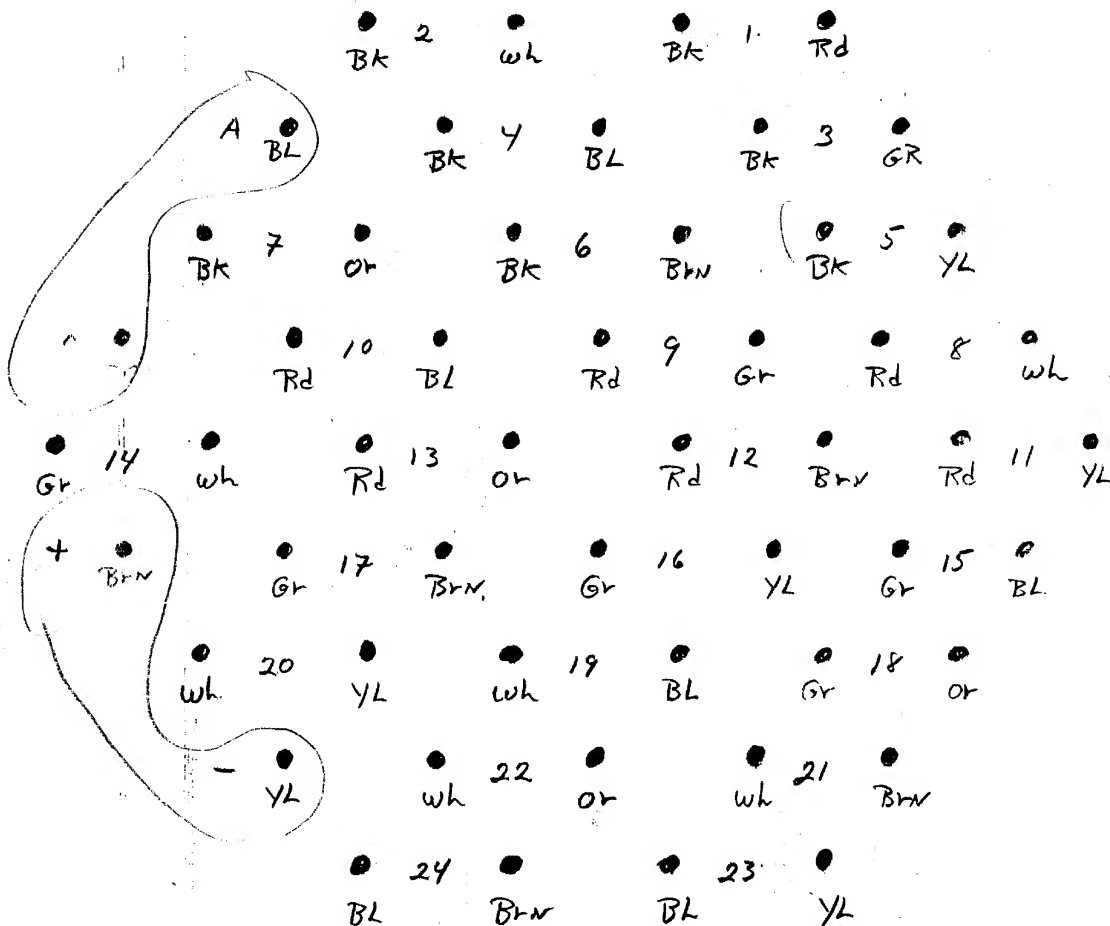 2 1.
Bk wh Bk Rd
A 4 3
BL Bk BL Bk GR
7 6 5
Bk Or Bk BrN Bk YL
10 9 8
Rd BL Rd Gr Rd wh
14 13 12 11
Gr wh Rd Or Rd BrN Rd YL
+ 17 16 15
BrN Gr BrN. Gr YL Gr BL.
20 19 18
wh. YL wh BL Gr or
- 22 21
YL wh or wh BrN
24 23
BL BrN BL YL